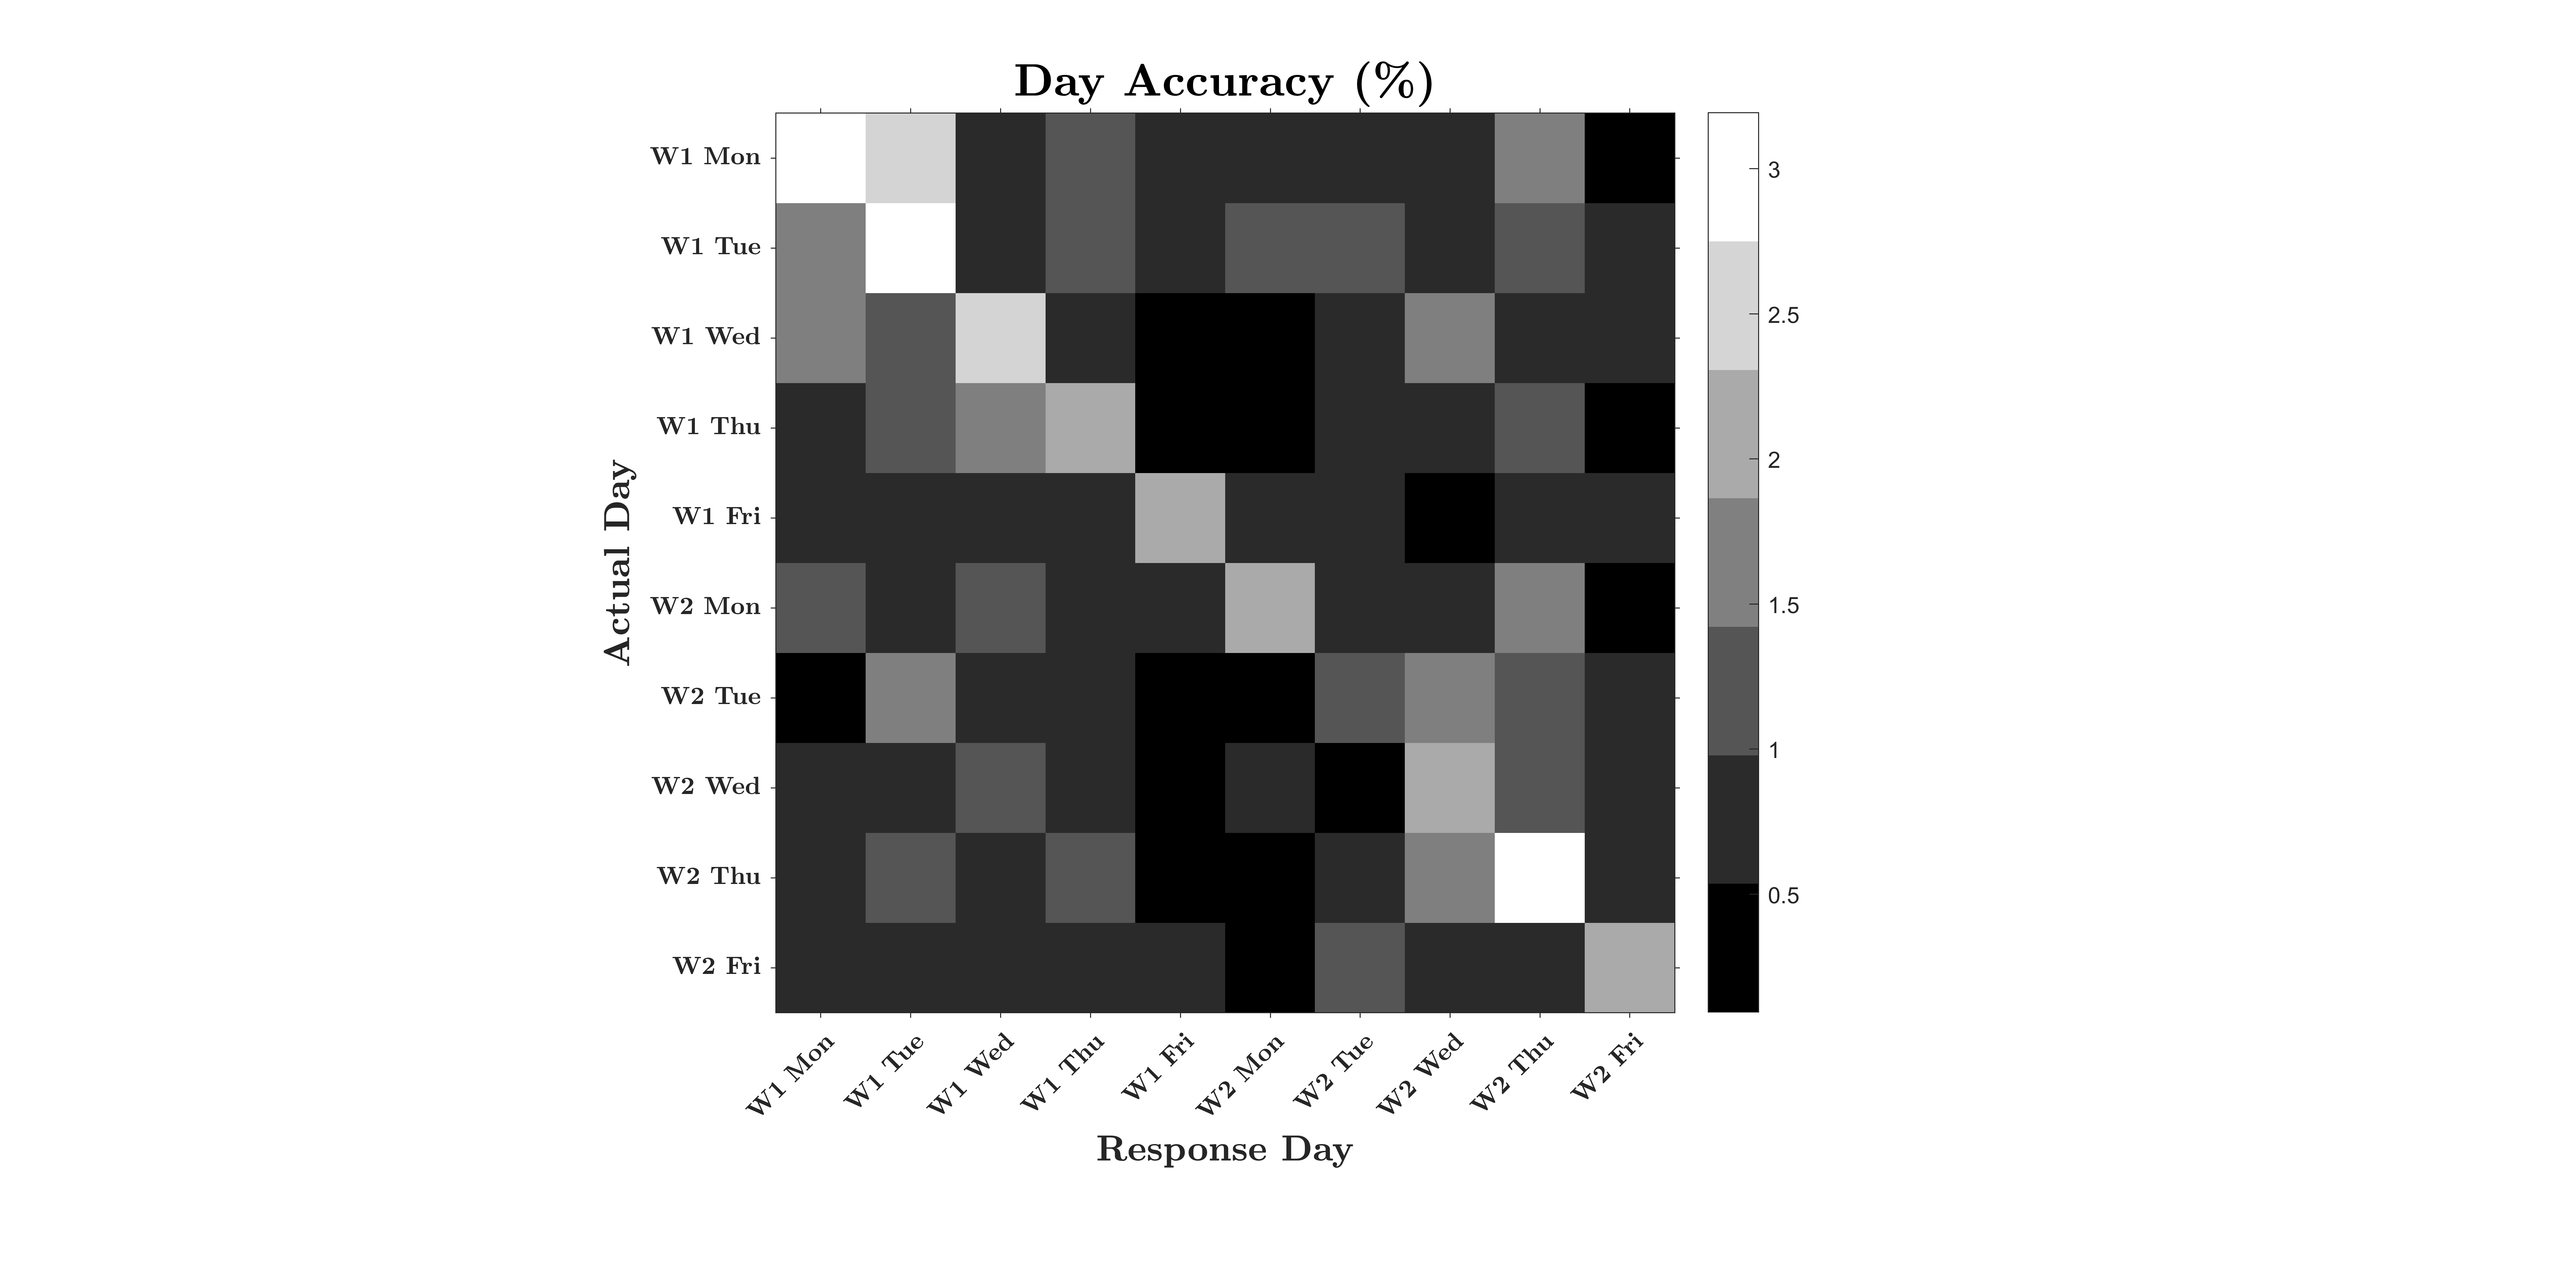 Day Accuracy (%)
W1 Mon
W1 Tue
W1 Wed
W1 Thu
W1 Fri
W2 Mon
W2 Tue
W2 Wed
W2 Thu
W2 Fri
Actual Day
W1 Mon
W1 Tue
W1 Wed
W1 Thu
W1 Fri
W2 Mon
W2 Tue
W2 Wed
W2 Thu
W2 Fri
Response Day
3
2.5
2
1.5
1
0.5